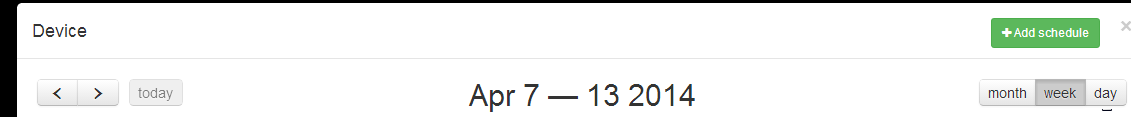 Device
+Add schedule
×
< > today
Apr 7 — 13 2014
month week day